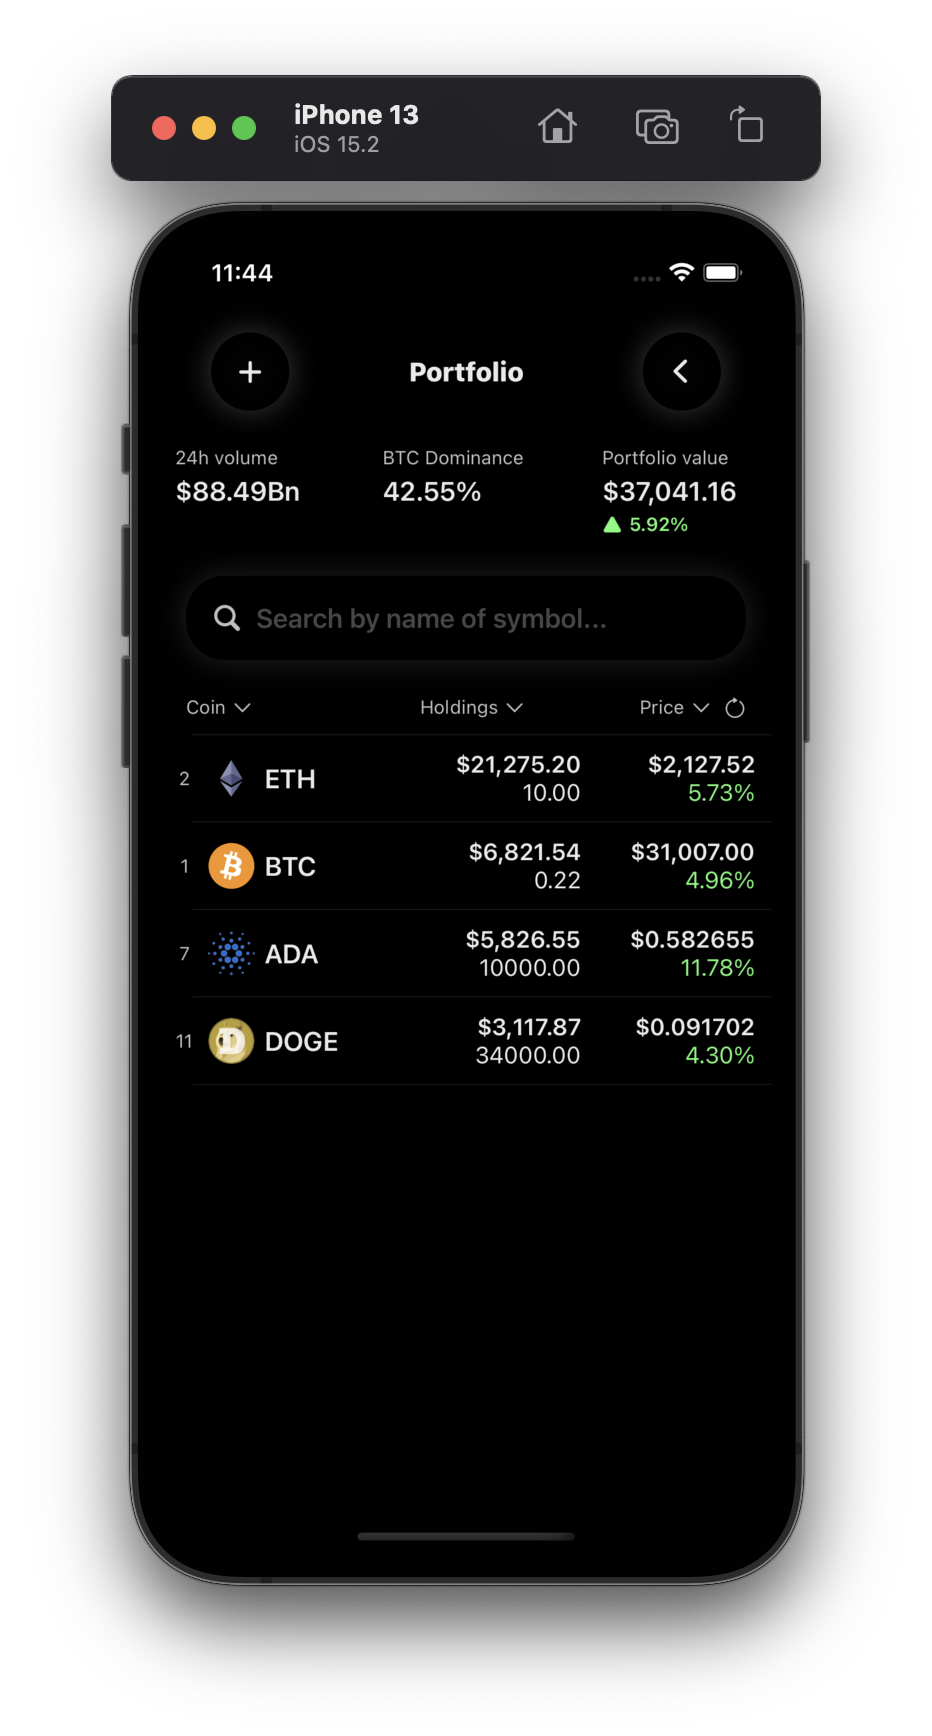 iPhone 13
iOS 15.2
11:44
Portfolio
24h volume BTC Dominance Portfolio value
$88.49Bn 42.55% $37,041.16
5.92%
Search by name of symbol...
Coin Holdings Price
2 ETH $21,275.20 $2,127.52
10.00 5.73%
1 BTC $6,821.54 $31,007.00
0.22 4.96%
7 ADA $5,826.55 $0.582655
10000.00 11.78%
11 DOGE $3,117.87 $0.091702
34000.00 4.30%